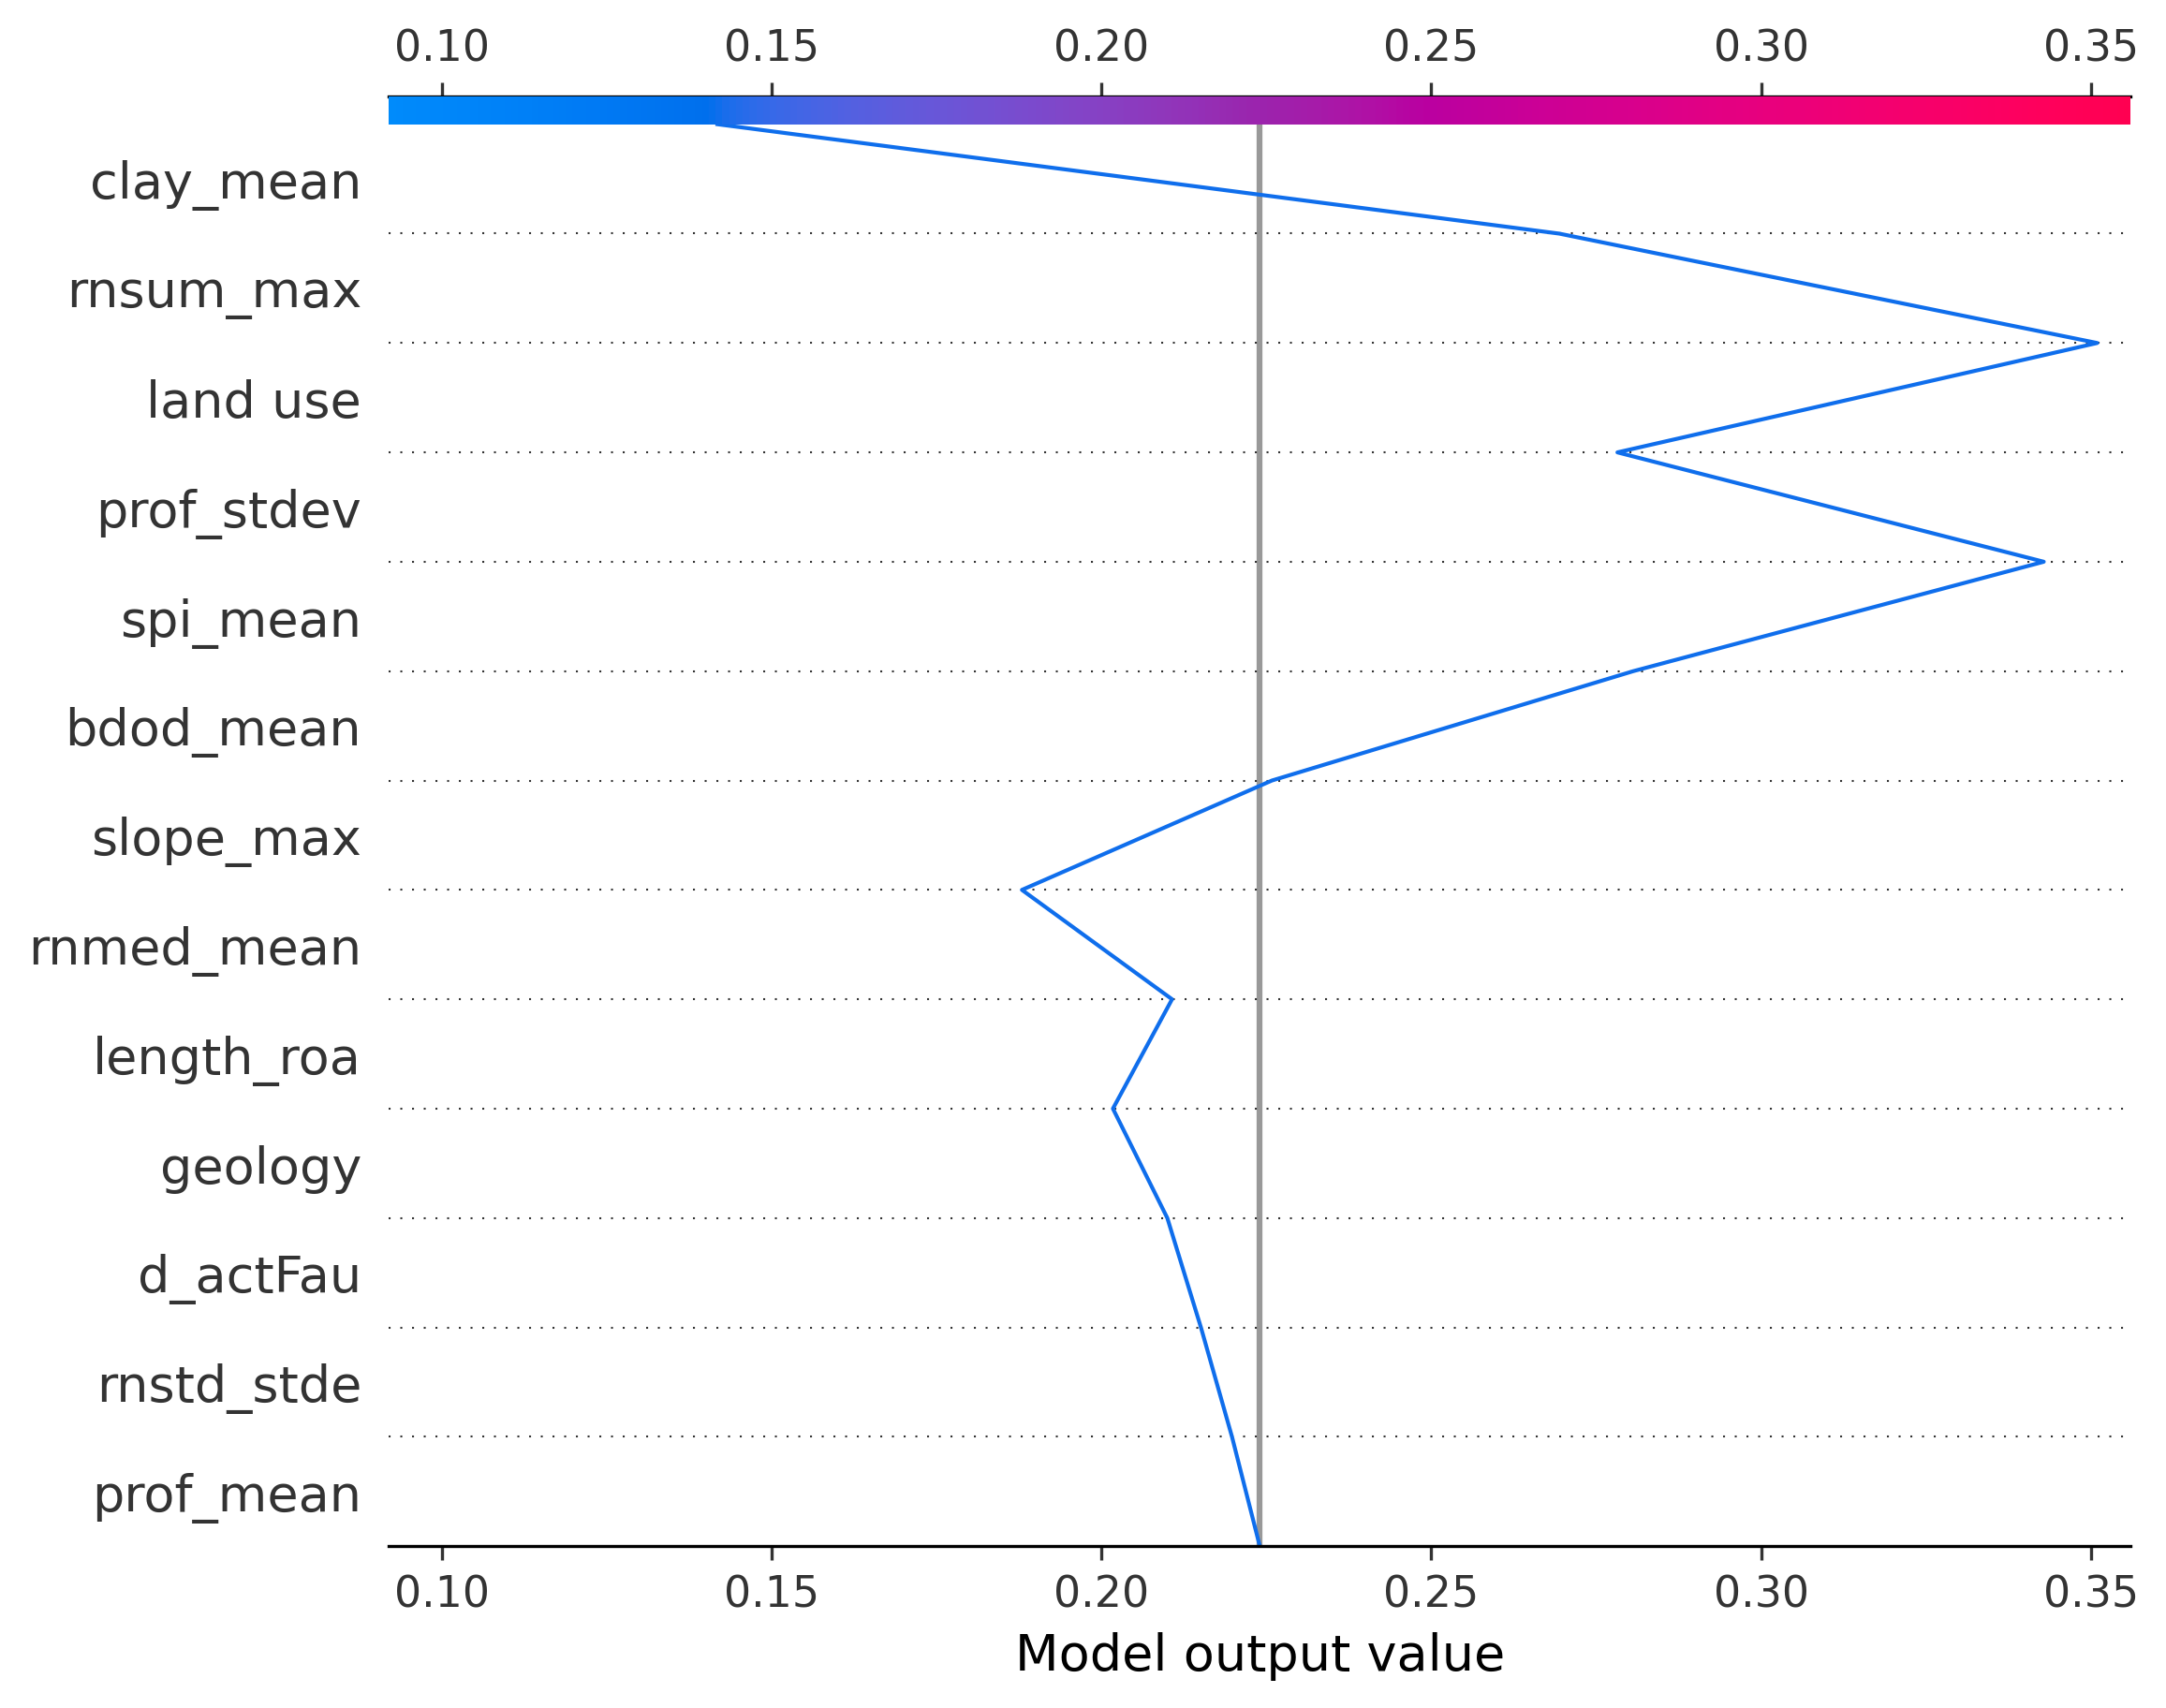 0.10 0.15 0.20 0.25 0.30 0.35
clay_mean
rnsum_max
land use
prof_stdev
spi_mean
bdod_mean
slope_max
rnmed_mean
length_roa
geology
d_actFau
rnstd_stde
prof_mean
0.10 0.15 0.20 0.25 0.30 0.35
Model output value